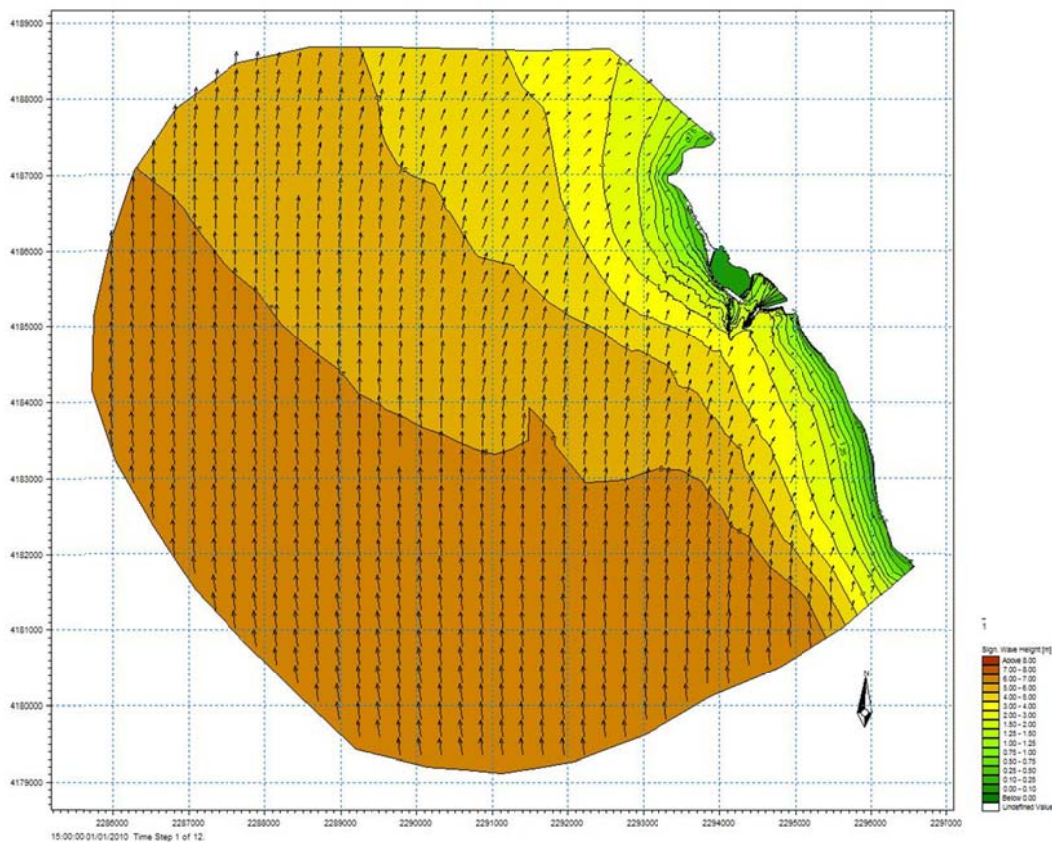 4189000
4188000
4187000
4186000
4185000
4184000
4183000
4182000
4181000
4180000
4179000
2286000 2287000 2288000 2289000 2290000 2291000 2292000 2293000 2294000 2295000 2296000 2297000
15:00:00 01/01/2010 Time Step 1 of 12.
1.25
N
1
Sign. Wave Height [m]
Above 8.00
7.00 - 8.00
6.00 - 7.00
5.00 - 6.00
4.00 - 5.00
3.00 - 4.00
2.00 - 3.00
1.50 - 2.00
1.25 - 1.50
1.00 - 1.25
0.75 - 1.00
0.50 - 0.75
0.25 - 0.50
0.10 - 0.25
0.00 - 0.10
Below 0.00
Undefined Value